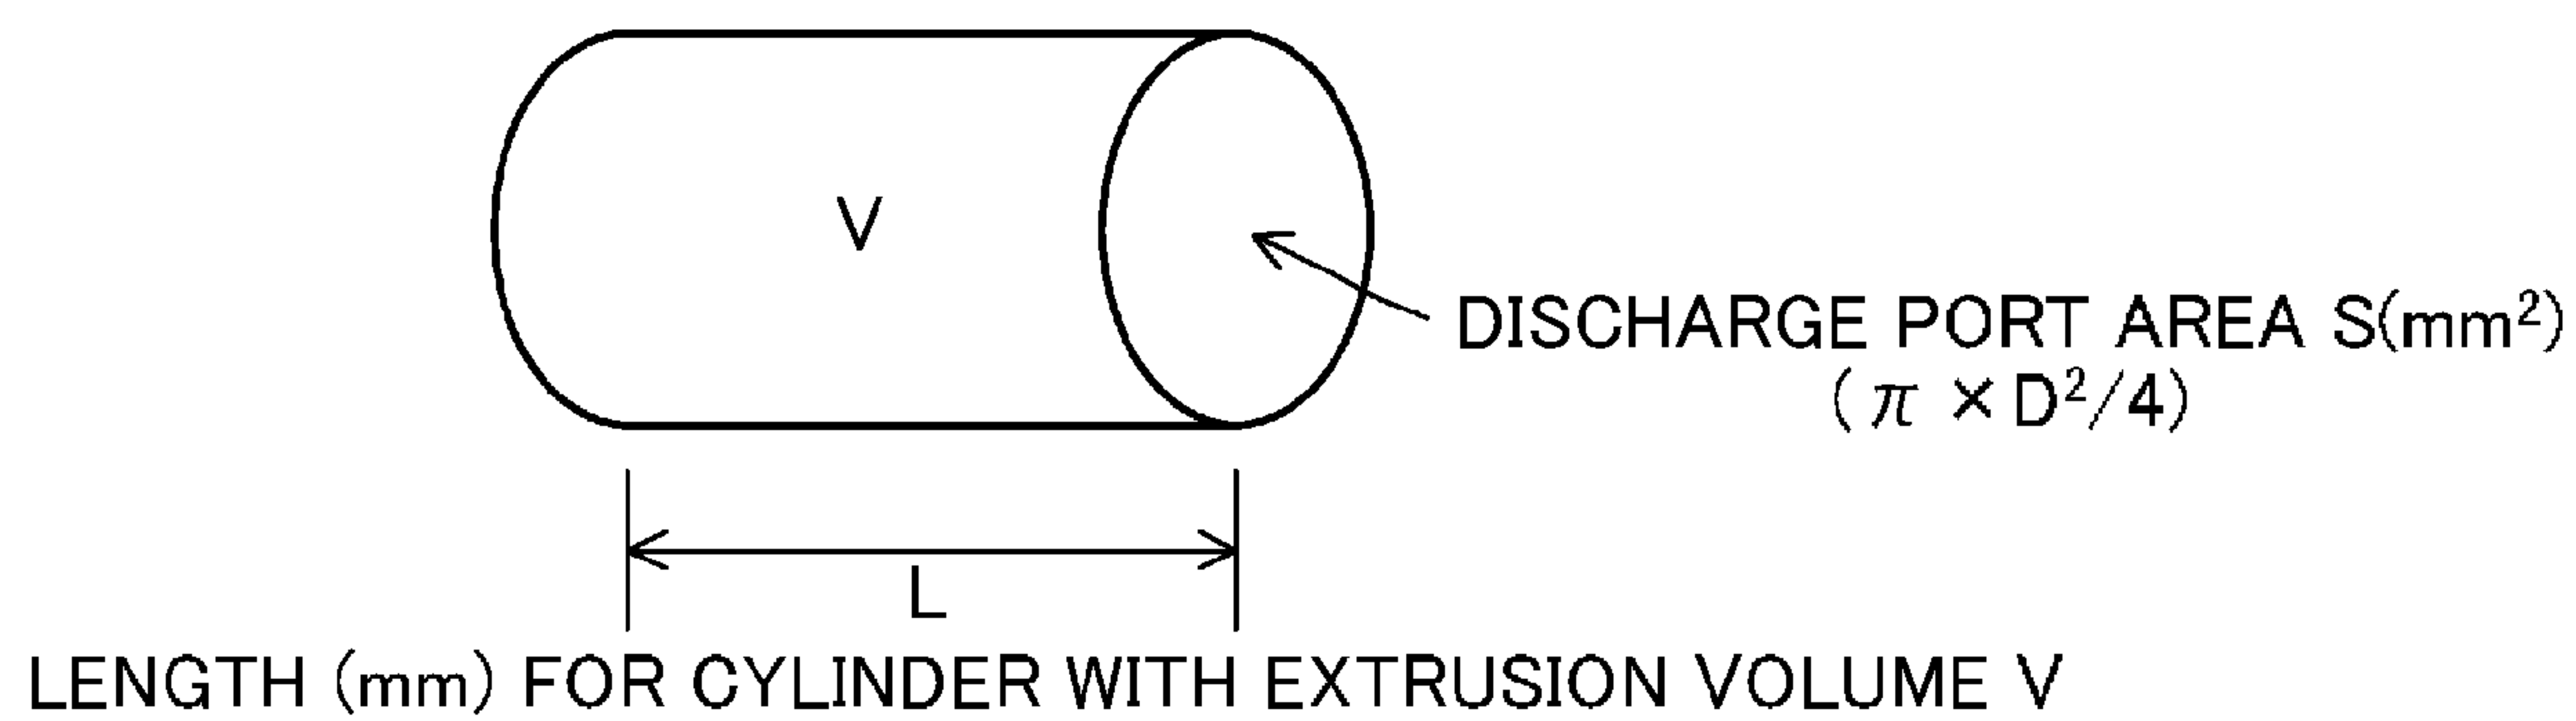 V
DISCHARGE PORT AREA S(mm²)
(π×D²/4)
L
LENGTH (mm) FOR CYLINDER WITH EXTRUSION VOLUME V